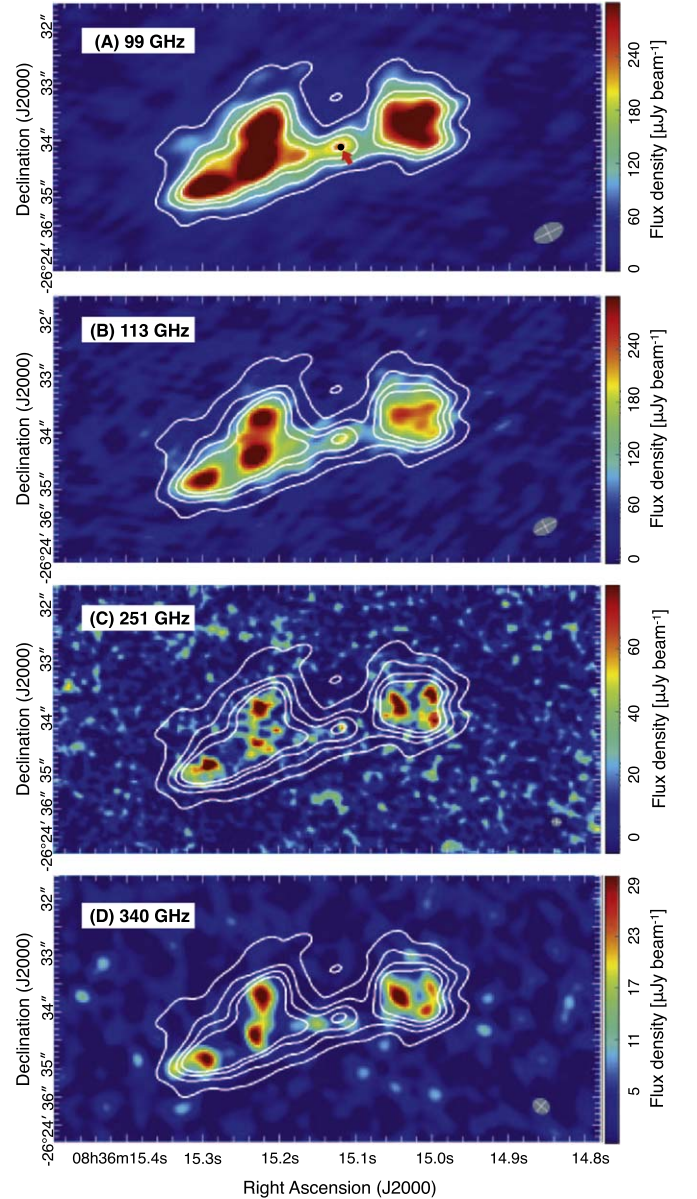 (A) 99 GHz
Declination (J2000)
32″
33″
34″
35″
-26°24′ 36″
240
180
120
60
0
Flux density [μJy beam⁻¹]
(B) 113 GHz
Declination (J2000)
32″
33″
34″
35″
-26°24′ 36″
240
180
120
60
0
Flux density [μJy beam⁻¹]
(C) 251 GHz
Declination (J2000)
32″
33″
34″
35″
-26°24′ 36″
60
40
20
0
Flux density [μJy beam⁻¹]
(D) 340 GHz
Declination (J2000)
32″
33″
34″
35″
-26°24′ 36″
29
23
17
11
5
Flux density [μJy beam⁻¹]
08h36m15.4s 15.3s 15.2s 15.1s 15.0s 14.9s 14.8s
Right Ascension (J2000)